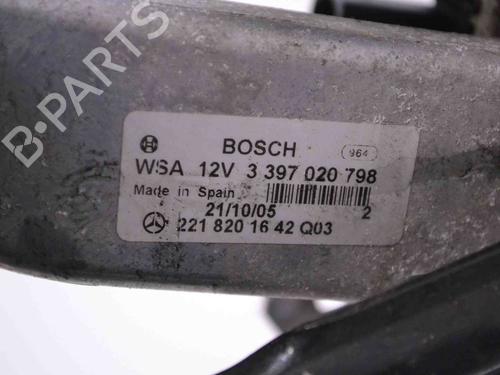 BOSCH 964
WSA 12V 3 397 020 798
Made in Spain
21/10/05 2
221 820 16 42 Q03
B-PARTS